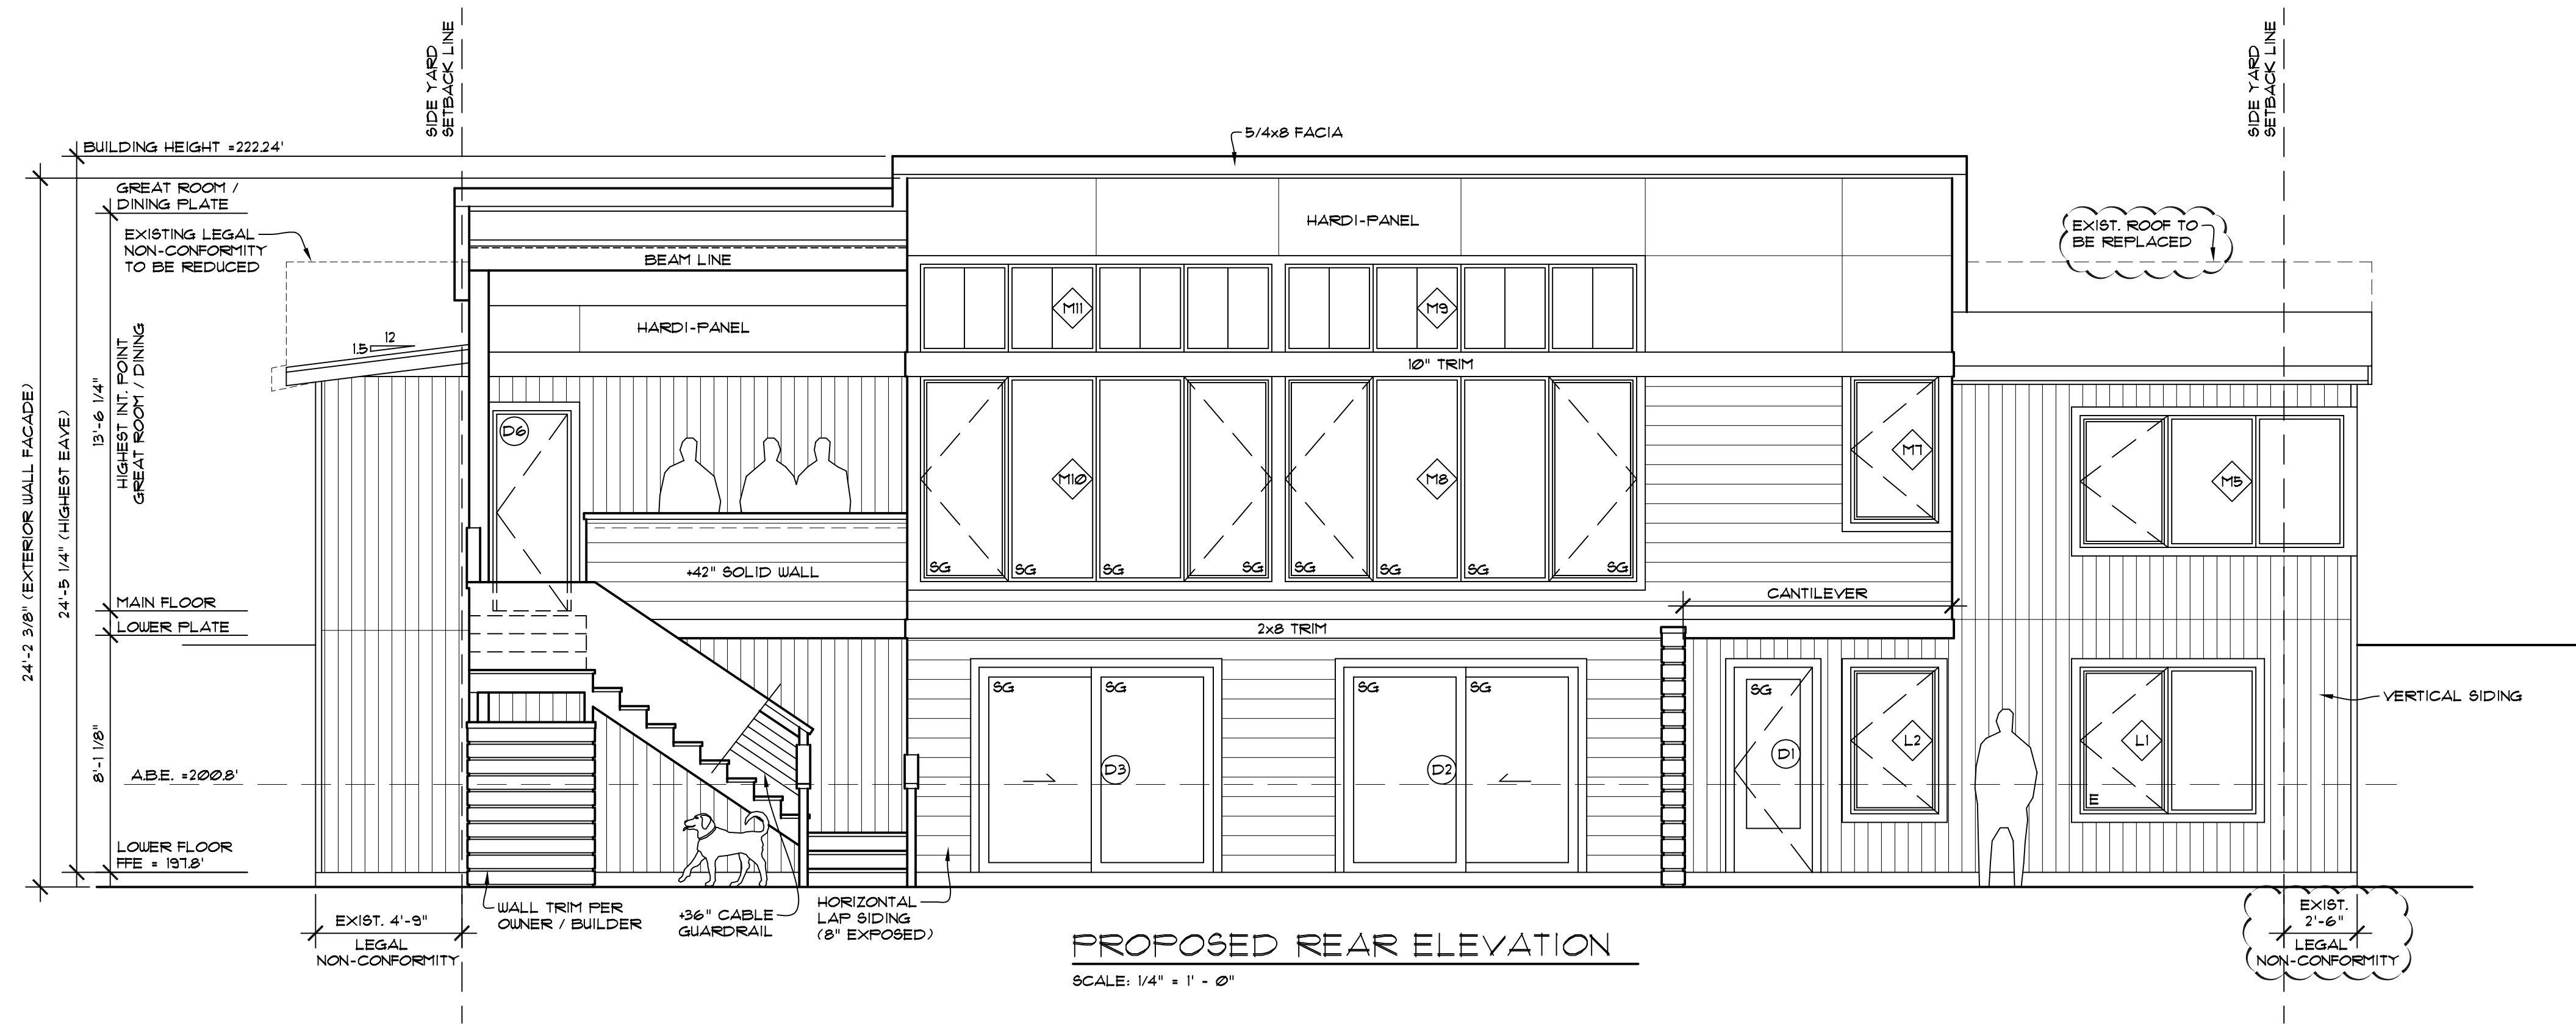 SIDE YARD
SETBACK LINE
SIDE YARD
SETBACK LINE
5/4x8 FACIA
BUILDING HEIGHT =222.24'
GREAT ROOM /
DINING PLATE
EXISTING LEGAL
NON-CONFORMITY
TO BE REDUCED
HARDI-PANEL
EXIST. ROOF TO
BE REPLACED
BEAM LINE
M11
M9
HARDI-PANEL
12
1.5
10" TRIM
24'-2 3/8" (EXTERIOR WALL FACADE)
24'-5 1/4" (HIGHEST EAVE)
13'-6 1/4"
HIGHEST INT. POINT
GREAT ROOM / DINING
D6
M10
M8
M7
M5
SG
SG
SG
SG
SG
SG
SG
SG
+42" SOLID WALL
CANTILEVER
MAIN FLOOR
LOWER PLATE
2x8 TRIM
SG
SG
SG
SG
SG
VERTICAL SIDING
8'-1 1/8"
D3
D2
D1
L2
L1
A.B.E. =200.8'
E
LOWER FLOOR
FFE = 197.8'
EXIST. 4'-9"
LEGAL
NON-CONFORMITY
WALL TRIM PER
OWNER / BUILDER
+36" CABLE
GUARDRAIL
HORIZONTAL
LAP SIDING
(8" EXPOSED)
EXIST.
2'-6"
LEGAL
NON-CONFORMITY
PROPOSED REAR ELEVATION
SCALE: 1/4" = 1' - 0"